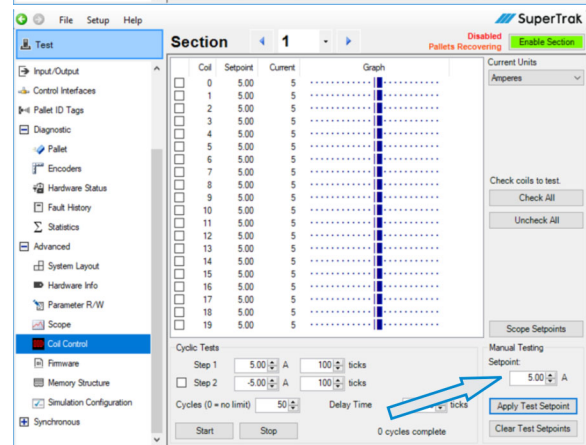 File Setup Help
SuperTrak
Test
Section 1
Disabled
Pallets Recovering
Enable Section
Input/Output
Control Interfaces
Pallet ID Tags
Diagnostic
Pallet
Encoders
Hardware Status
Fault History
Statistics
Advanced
System Layout
Hardware Info
Parameter R/W
Scope
Coil Control
Firmware
Memory Structure
Simulation Configuration
Synchronous
Coil Setpoint Current Graph
0 5.00 5
1 5.00 5
2 5.00 5
3 5.00 5
4 5.00 5
5 5.00 5
6 5.00 5
7 5.00 5
8 5.00 5
9 5.00 5
10 5.00 5
11 5.00 5
12 5.00 5
13 5.00 5
14 5.00 5
15 5.00 5
16 5.00 5
17 5.00 5
18 5.00 5
19 5.00 5
Cyclic Tests
Step 1 5.00 A 100 ticks
Step 2 -5.00 A 100 ticks
Cycles (0 = no limit) 50 Delay Time ticks
Start Stop 0 cycles complete
Current Units
Amperes
Check coils to test.
Check All
Uncheck All
Scope Setpoints
Manual Testing
Setpoint:
5.00 A
Apply Test Setpoint
Clear Test Setpoints